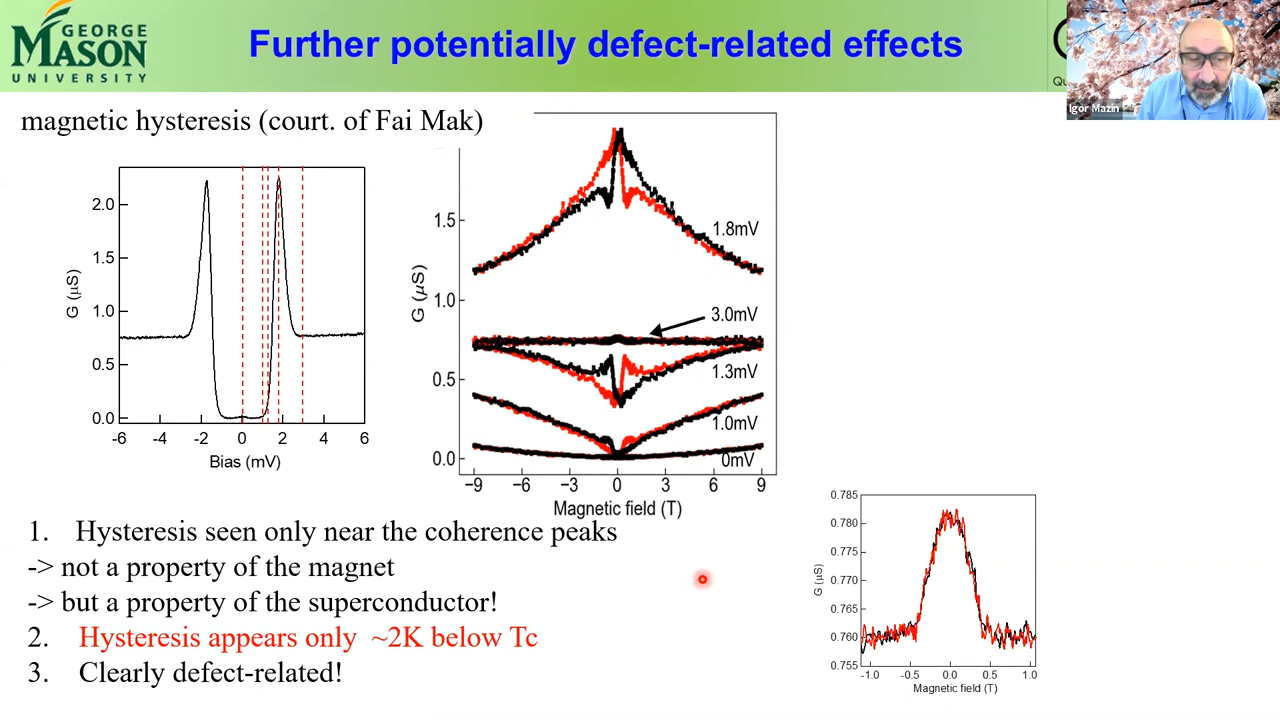 GEORGE
MASON
UNIVERSITY
Further potentially defect-related effects
Igor Mazin
magnetic hysteresis (court. of Fai Mak)
2.0
1.5
1.0
0.5
0.0
G (µS)
-6 -4 -2 0 2 4 6
Bias (mV)
1.5
1.0
0.5
0.0
G (µS)
1.8mV
3.0mV
1.3mV
1.0mV
0mV
−9 −6 −3 0 3 6 9
Magnetic field (T)
1. Hysteresis seen only near the coherence peaks
-> not a property of the magnet
-> but a property of the superconductor!
2. Hysteresis appears only ~2K below Tc
3. Clearly defect-related!
0.785
0.780
0.775
0.770
0.765
0.760
0.755
G (µS)
-1.0 -0.5 0.0 0.5 1.0
Magnetic field (T)